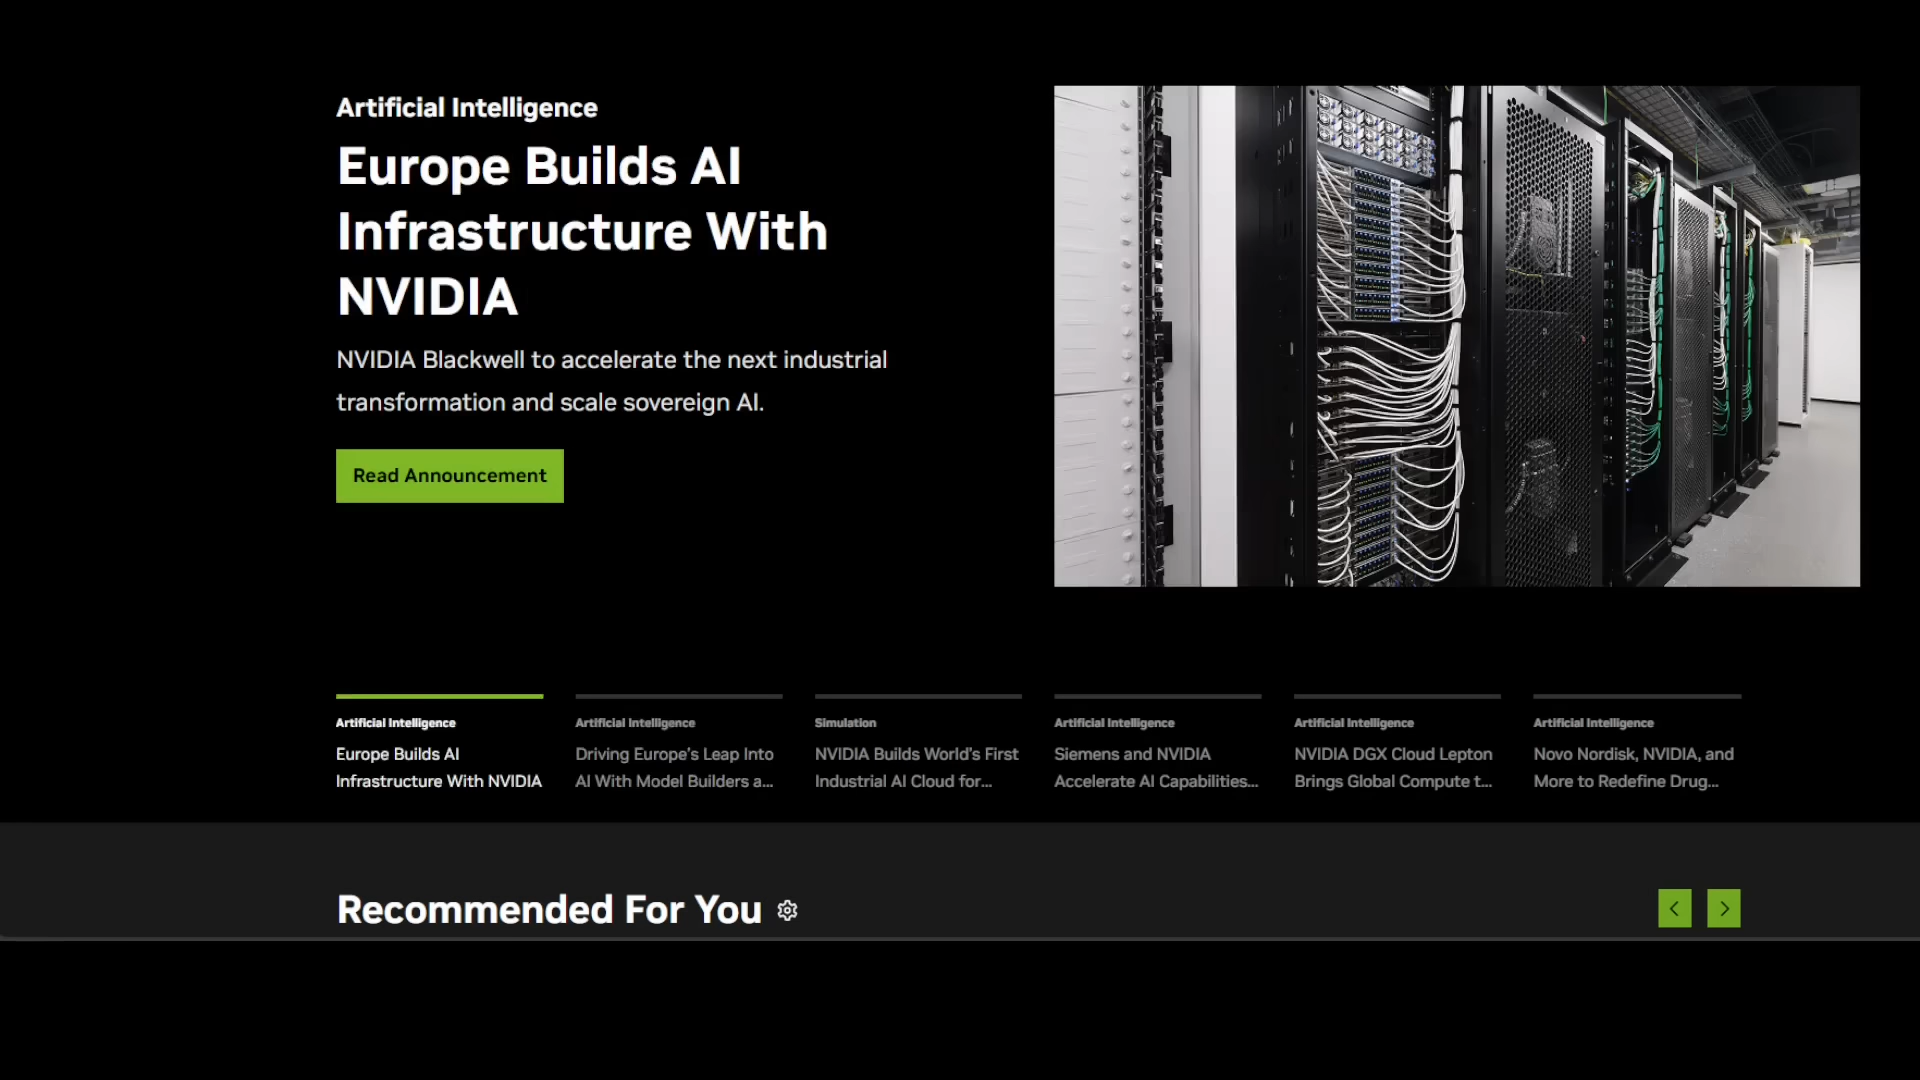 Artificial Intelligence
Europe Builds AI
Infrastructure With
NVIDIA
NVIDIA Blackwell to accelerate the next industrial
transformation and scale sovereign AI.
Read Announcement
Artificial Intelligence
Europe Builds AI
Infrastructure With NVIDIA
Artificial Intelligence
Driving Europe’s Leap Into
AI With Model Builders a...
Simulation
NVIDIA Builds World’s First
Industrial AI Cloud for...
Artificial Intelligence
Siemens and NVIDIA
Accelerate AI Capabilities...
Artificial Intelligence
NVIDIA DGX Cloud Lepton
Brings Global Compute t...
Artificial Intelligence
Novo Nordisk, NVIDIA, and
More to Redefine Drug...
Recommended For You